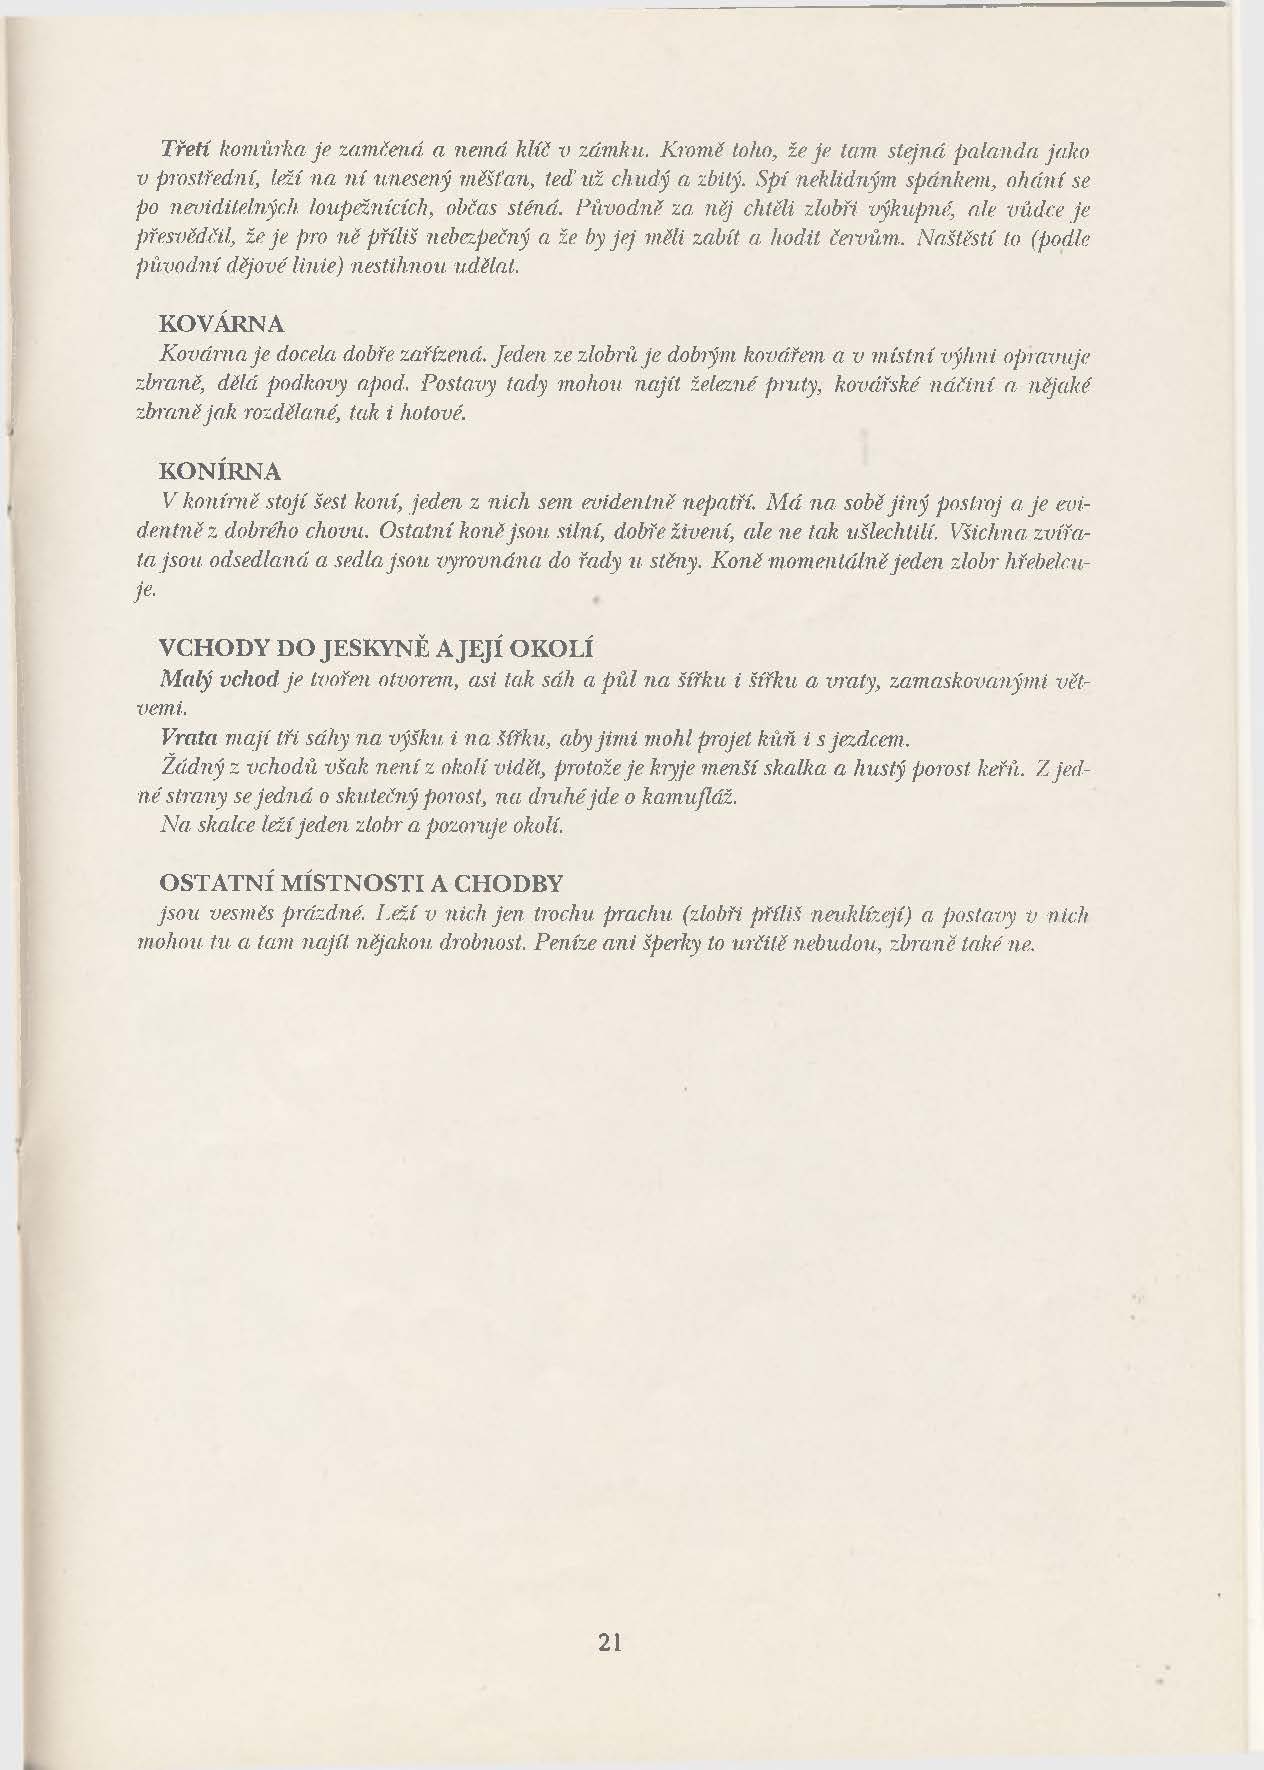 Třetí komůrka je zamčená a nemá klíč v zámku. Kromě toho, že je tam stejná palanda jako
v prostřední, leží na ní unesený měšťan, teď už chudý a zbitý. Spí neklidným spánkem, ohání se
po neviditelných loupežnících, občas sténá. Původně za něj chtěli zlobři výkupné, ale vůdce je
přesvědčil, že je pro ně příliš nebezpečný a že by jej měli zabít a hodit červům. Naštěstí to (podle
původní dějové linie) nestihnou udělat.
KOVÁRNA
Kovárna je docela dobře zařízená. Jeden ze zlobrů je dobrým kovářem a v místní výhni opravuje
zbraně, dělá podkovy apod. Postavy tady mohou najít železné pruty, kovářské náčiní a nějaké
zbraně jak rozdělané, tak i hotové.
KONÍRNA
V konírně stojí šest koní, jeden z nich sem evidentně nepatří. Má na sobě jiný postroj a je evi-
dentně z dobrého chovu. Ostatní koně jsou silní, dobře živení, ale ne tak ušlechtilí. Všichna zvířa-
ta jsou odsedlaná a sedla jsou vyrovnána do řady u stěny. Koně momentálně jeden zlobr hřebelcu-
je.
VCHODY DO JESKYNĚ A JEJÍ OKOLÍ
Malý vchod je tvořen otvorem, asi tak sáh a půl na šířku i šířku a vraty, zamaskovanými vět-
vemi.
Vrata mají tři sáhy na výšku i na šířku, aby jimi mohl projet kůň i s jezdcem.
Žádný z vchodů však není z okolí vidět, protože je kryje menší skalka a hustý porost keřů. Z jed-
né strany se jedná o skutečný porost, na druhé jde o kamufláž.
Na skalce leží jeden zlobr a pozoruje okolí.
OSTATNÍ MÍSTNOSTI A CHODBY
jsou vesměs prázdné. Leží v nich jen trochu prachu (zlobři příliš neuklízejí) a postavy v nich
mohou tu a tam najít nějakou drobnost. Peníze ani šperky to určitě nebudou, zbraně také ne.
21